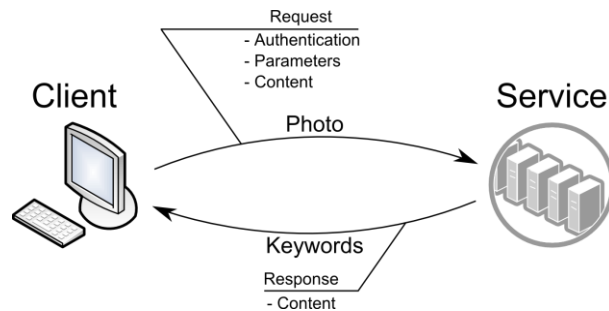 Request
- Authentication
- Parameters
- Content
Client
Service
Photo
Keywords
Response
- Content